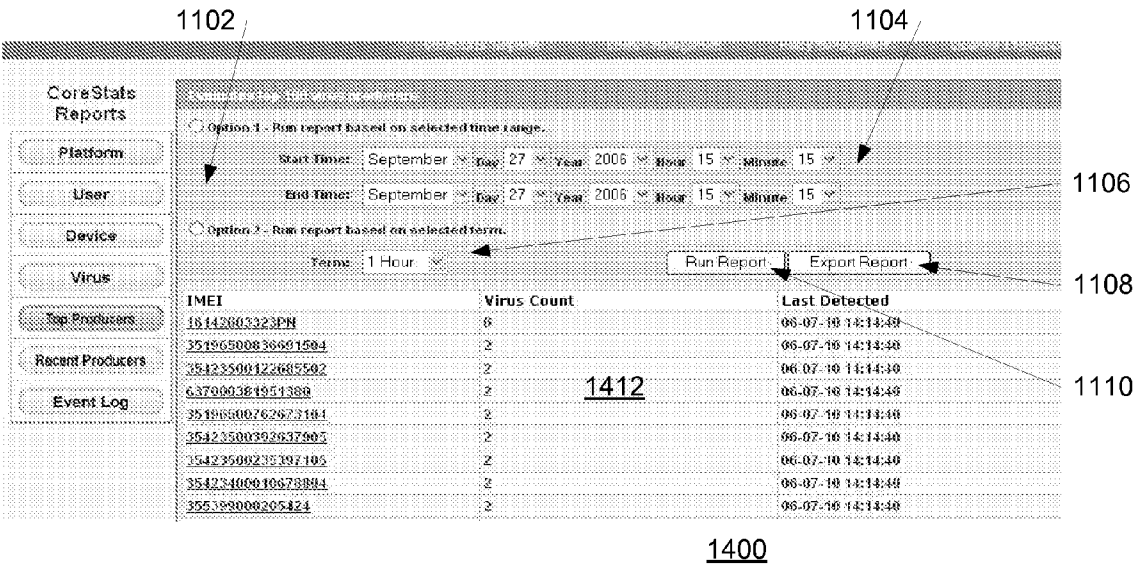 1102
1104
CoreStats
Reports
Option 1 - Run report based on selected time range.
Platform
Start Time: September Day 27 Year 2006 Hour 15 Minute 15
1106
User
End Time: September Day 27 Year 2006 Hour 15 Minute 15
Device
Option 2 - Run report based on selected term.
Term: 1 Hour Run Report Export Report
1108
Virus
IMEI Virus Count Last Detected
Top Producers
16142803323PN 6 06-07-10 14:14:40
35196500836691504 2 06-07-10 14:14:40
Recent Producers
35423500122685502 2 06-07-10 14:14:40
637000381951380 2 06-07-10 14:14:40
1412
1110
Event Log
35196500762673104 2 06-07-10 14:14:40
35423500392637905 2 06-07-10 14:14:40
35423500235397106 2 06-07-10 14:14:40
35423400010678804 2 06-07-10 14:14:40
355399000205424 2 06-07-10 14:14:40
1400